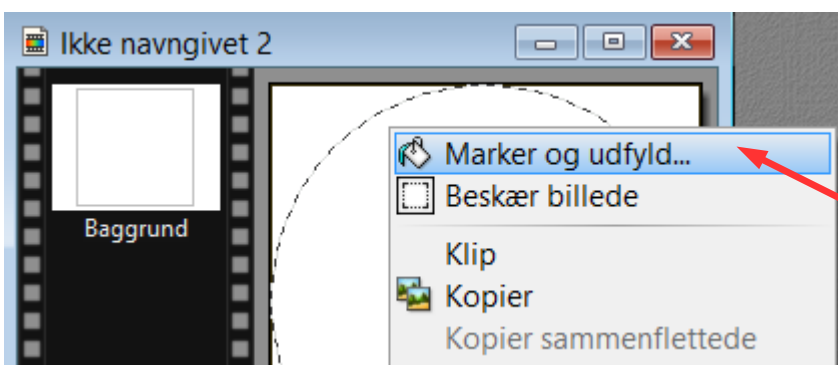 Ikke navngivet 2
Baggrund
Marker og udfyld...
Beskær billede
Klip
Kopier
Kopier sammenflettede